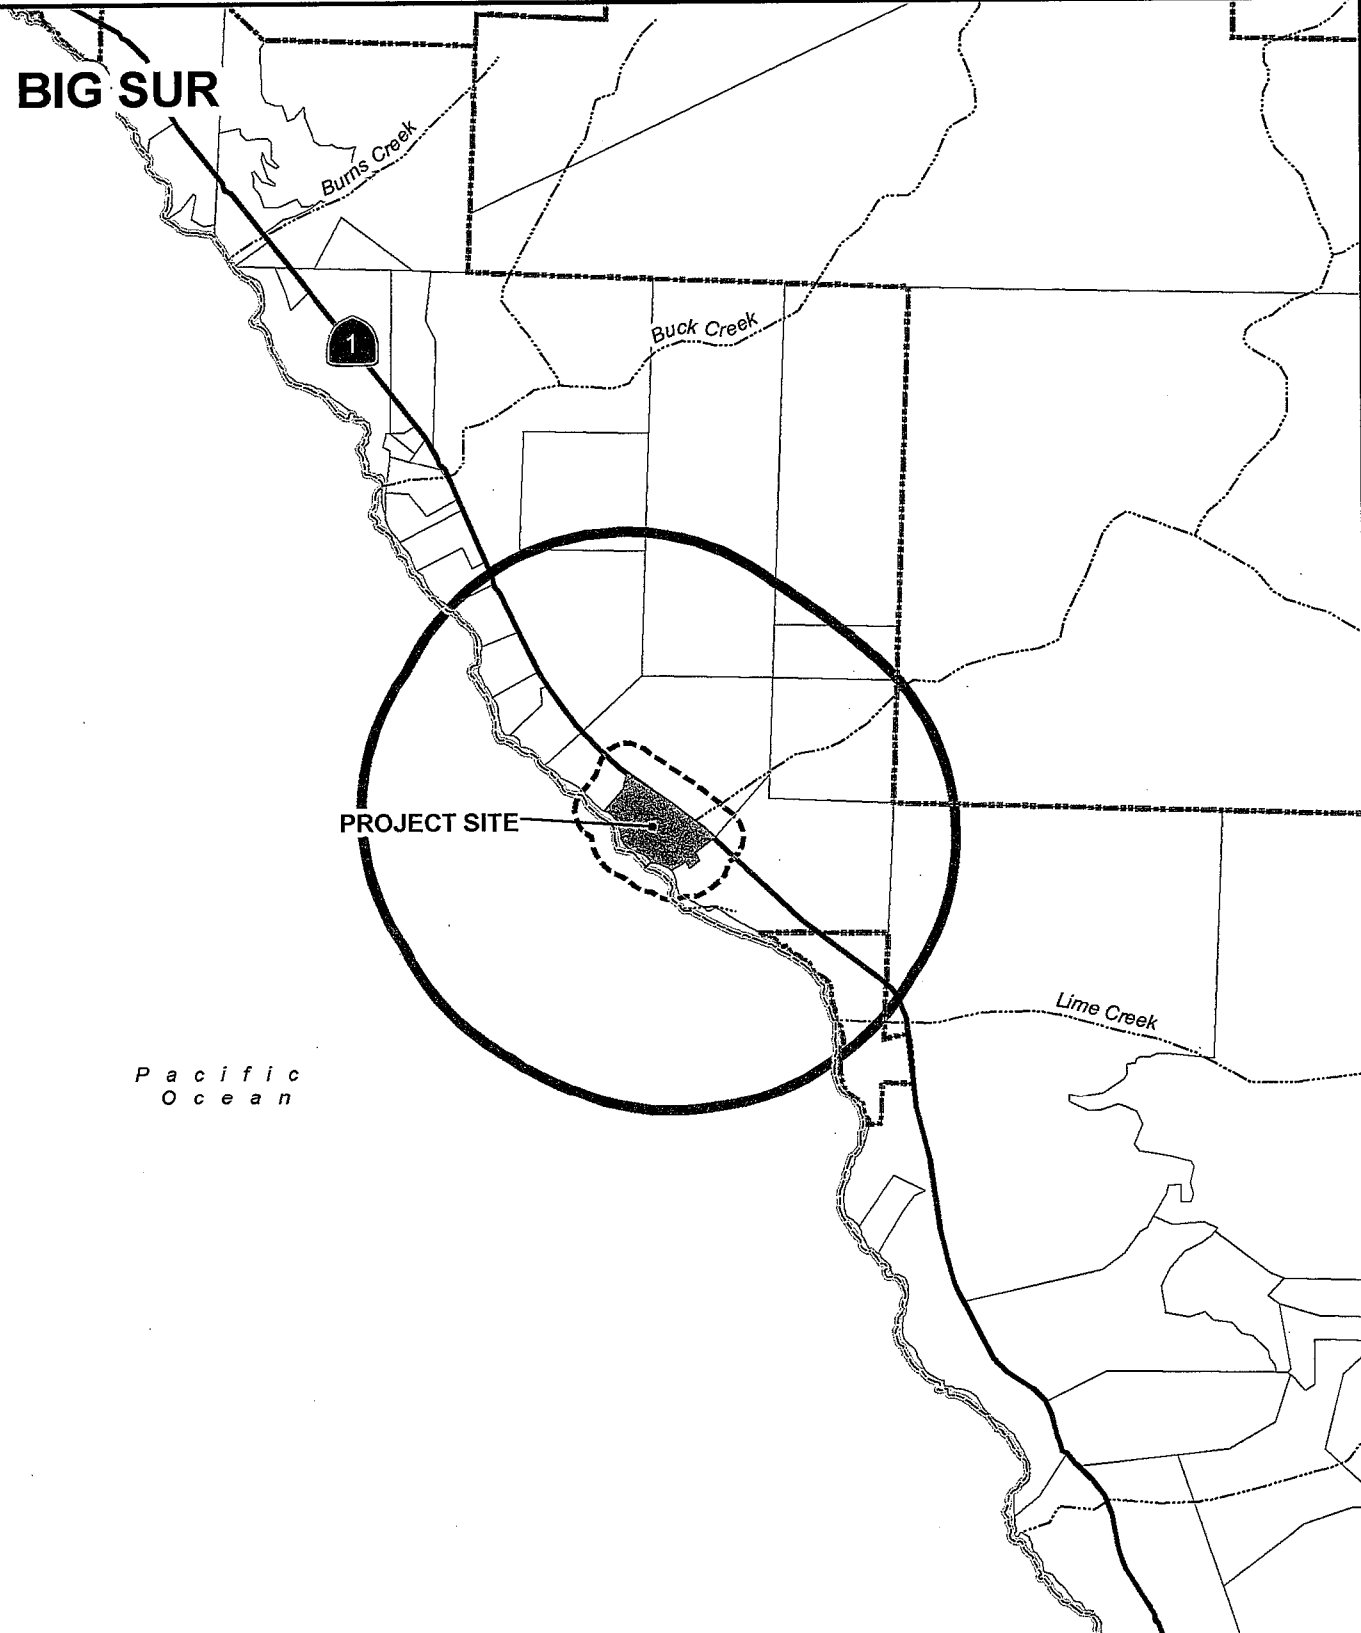 BIG SUR
Burns Creek
1
Buck Creek
PROJECT SITE
Lime Creek
Pacific
Ocean